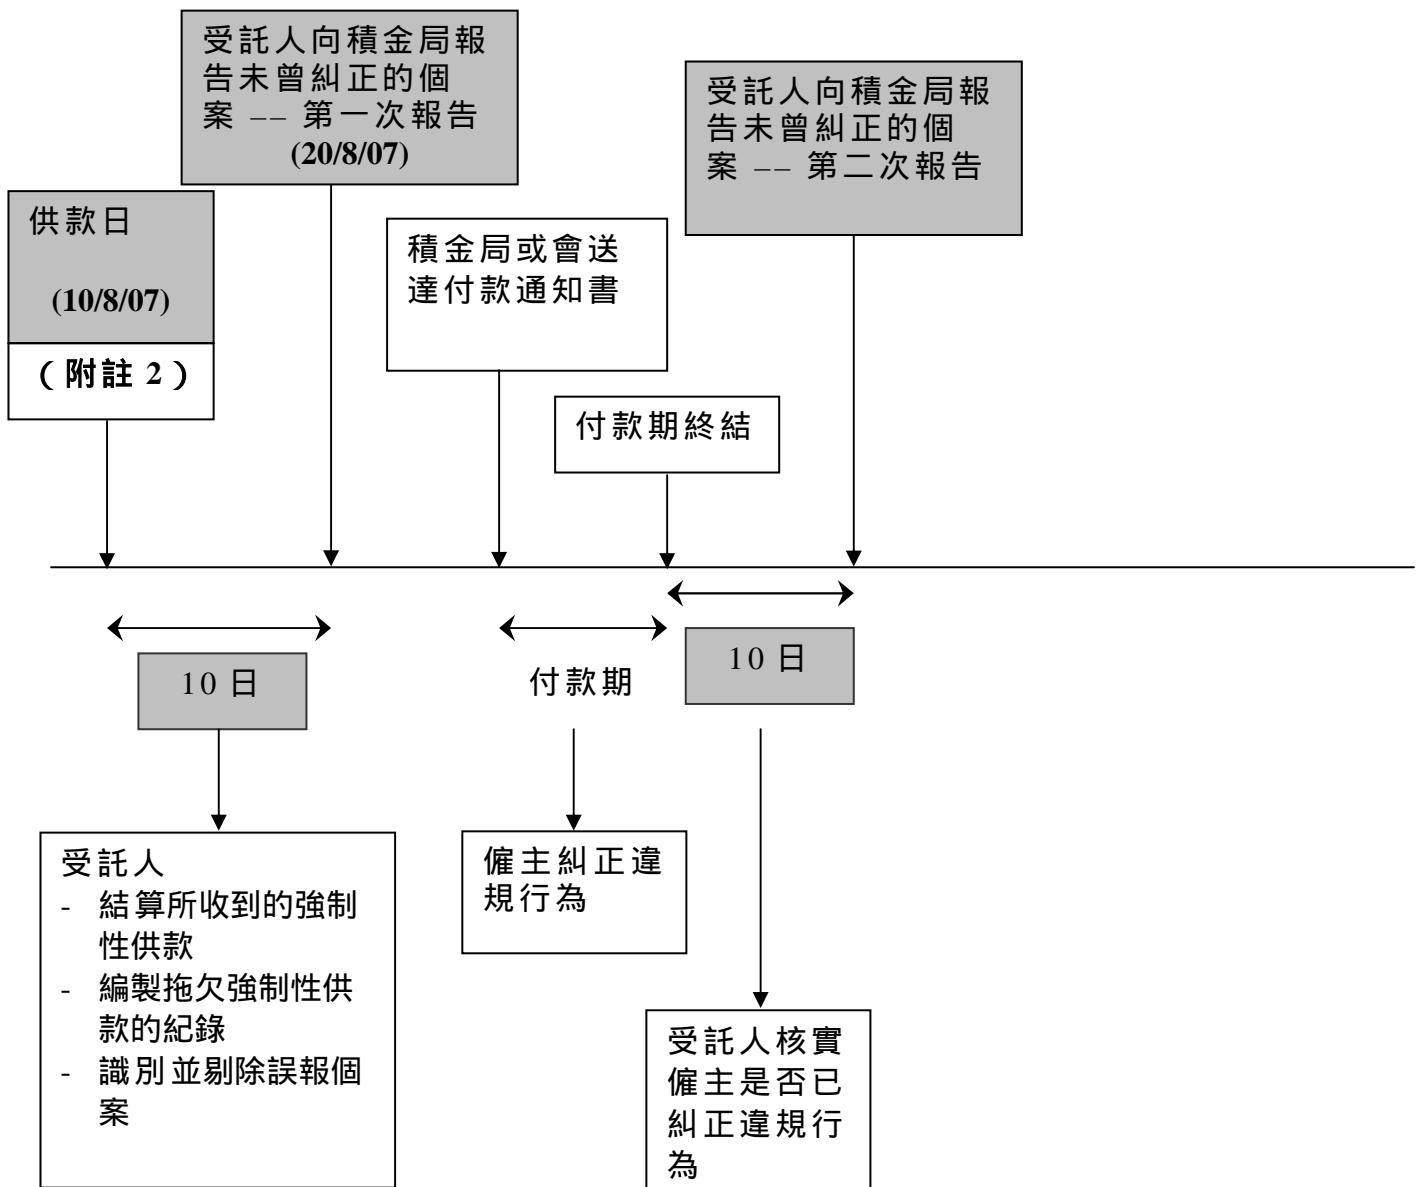 受託人向積金局報
告未曾糾正的個
案 –– 第一次報告
(20/8/07)
受託人向積金局報
告未曾糾正的個
案 –– 第二次報告
供款日
(10/8/07)
（附註 2）
積金局或會送
達付款通知書
付款期終結
10 日
付款期
10 日
受託人
- 結算所收到的強制
性供款
- 編製拖欠強制性供
款的紀錄
- 識別並剔除誤報個
案
僱主糾正違
規行為
受託人核實
僱主是否已
糾正違規行
為